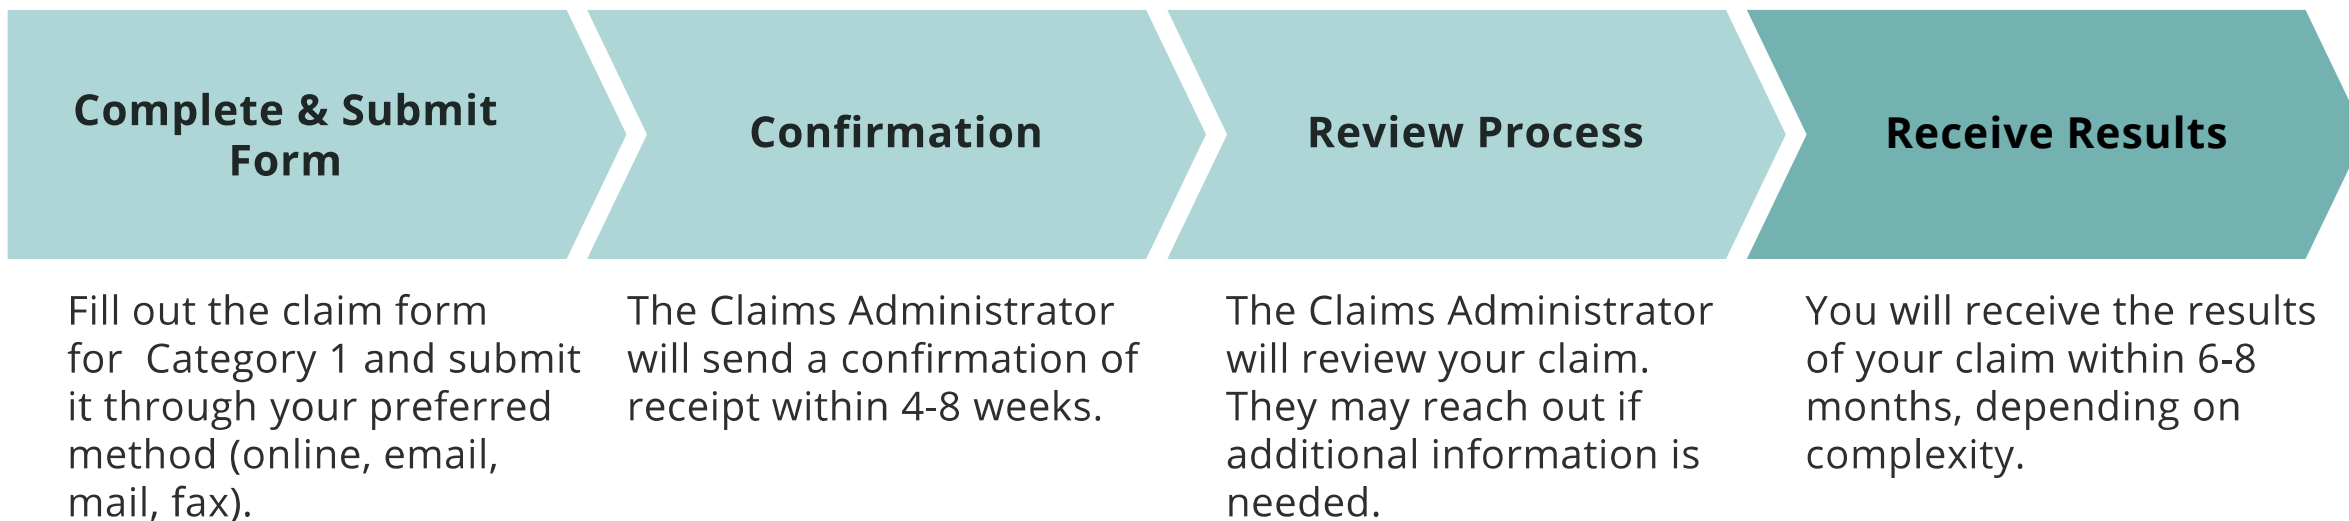 Complete & Submit
Form
Confirmation
Review Process
Receive Results
Fill out the claim form
for  Category 1 and submit
it through your preferred
method (online, email,
mail, fax).
The Claims Administrator
will send a confirmation of
receipt within 4-8 weeks.
The Claims Administrator
will review your claim.
They may reach out if
additional information is
needed.
You will receive the results
of your claim within 6-8
months, depending on
complexity.